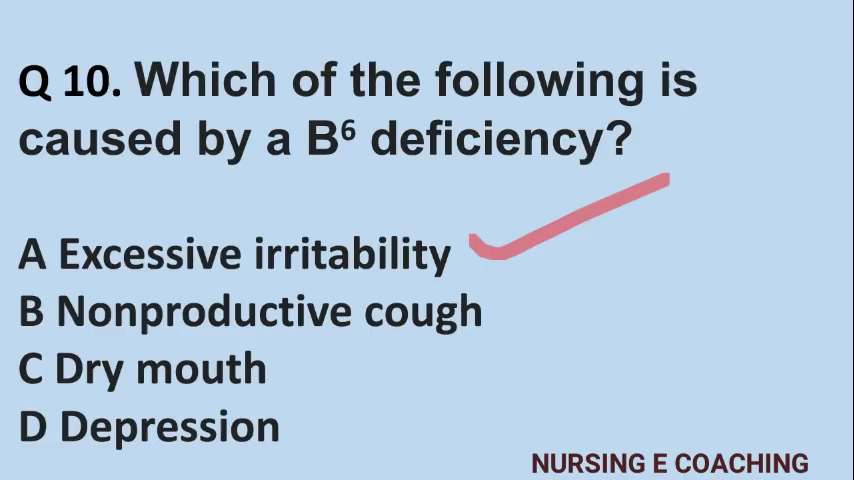 Q 10. Which of the following is
caused by a B⁶ deficiency?
A Excessive irritability
B Nonproductive cough
C Dry mouth
D Depression
NURSING E COACHING